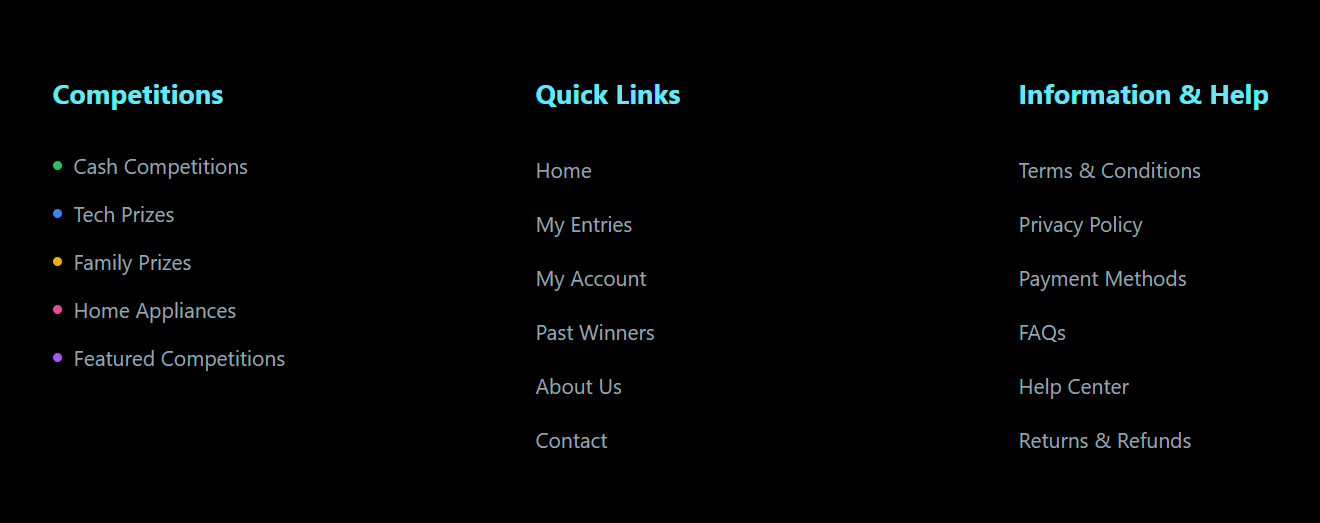 Competitions
Cash Competitions
Tech Prizes
Family Prizes
Home Appliances
Featured Competitions
Quick Links
Home
My Entries
My Account
Past Winners
About Us
Contact
Information & Help
Terms & Conditions
Privacy Policy
Payment Methods
FAQs
Help Center
Returns & Refunds